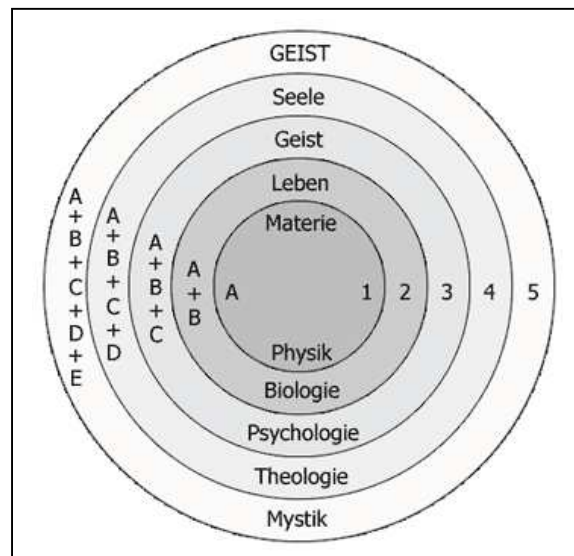 GEIST
Seele
Geist
Leben
Materie
A
+
B
+
C
+
D
+
E
A
+
B
+
C
+
D
A
+
B
+
C
A
+
B
A
1
2
3
4
5
Physik
Biologie
Psychologie
Theologie
Mystik